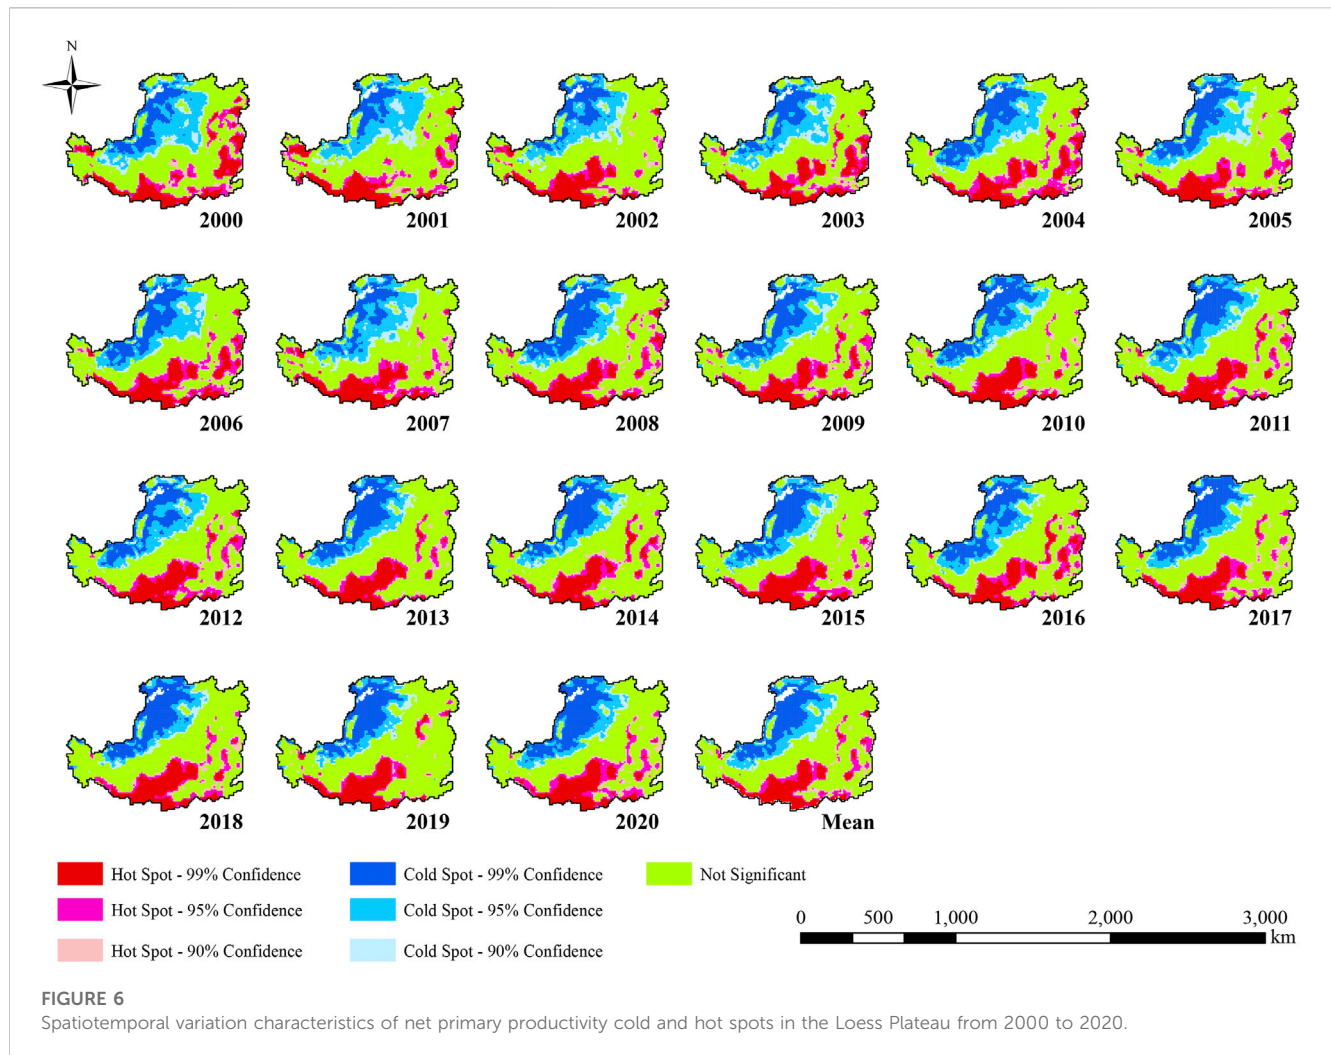 N
2000
2001
2002
2003
2004
2005
2006
2007
2008
2009
2010
2011
2012
2013
2014
2015
2016
2017
2018
2019
2020
Mean
Hot Spot - 99% Confidence
Cold Spot - 99% Confidence
Not Significant
Hot Spot - 95% Confidence
Cold Spot - 95% Confidence
Hot Spot - 90% Confidence
Cold Spot - 90% Confidence
0 500 1,000 2,000 3,000
km
FIGURE 6
Spatiotemporal variation characteristics of net primary productivity cold and hot spots in the Loess Plateau from 2000 to 2020.